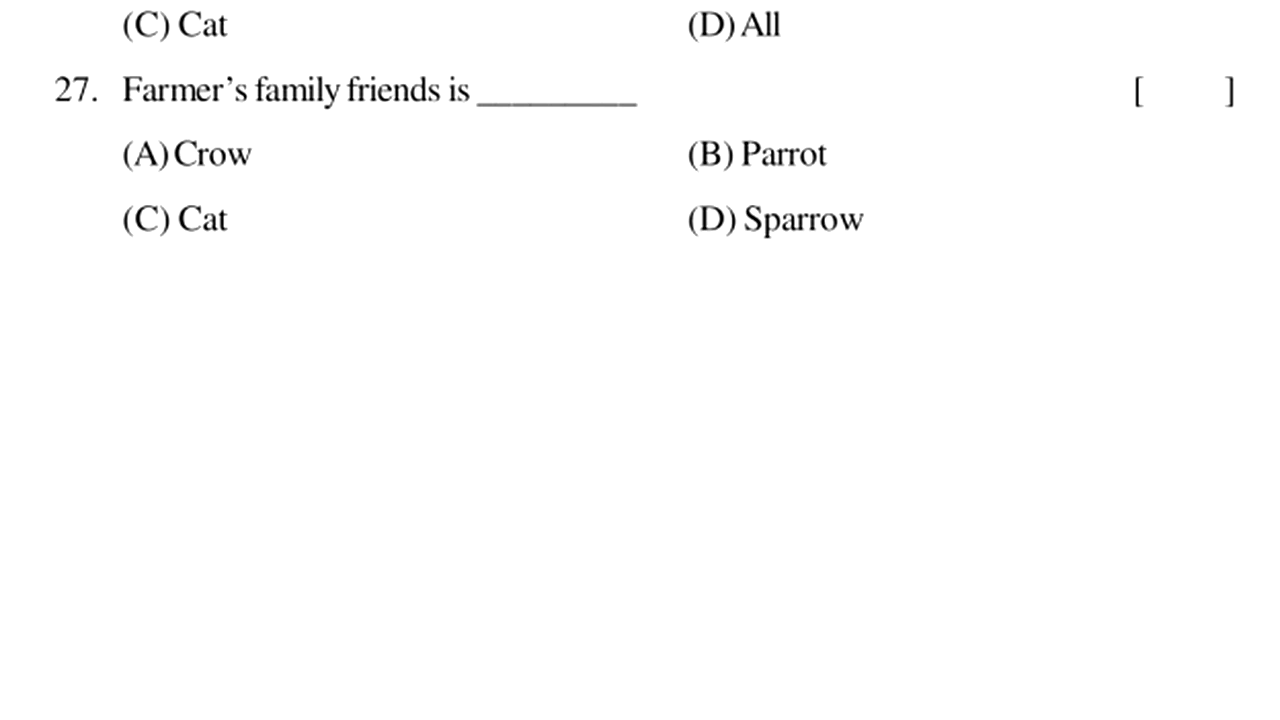 (C) Cat (D) All
27. Farmer’s family friends is _________ [ ]
(A) Crow (B) Parrot
(C) Cat (D) Sparrow